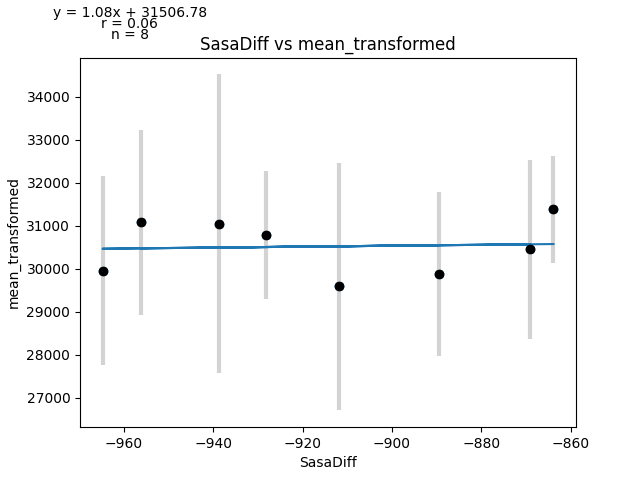 y = 1.08x + 31506.78
r = 0.06
n = 8
SasaDiff vs mean_transformed
34000
33000
32000
31000
30000
29000
28000
27000
mean_transformed
−960
−940
−920
−900
−880
−860
SasaDiff